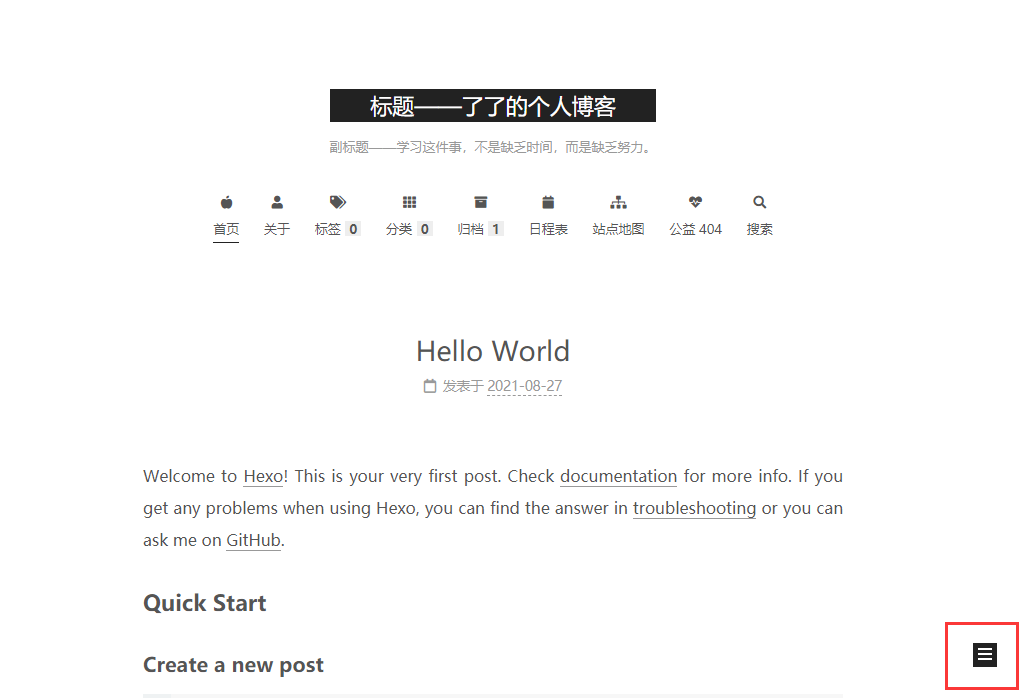 标题——了了的个人博客
副标题——学习这件事，不是缺乏时间，而是缺乏努力。
首页 关于 标签 0 分类 0 归档 1 日程表 站点地图 公益 404 搜索
Hello World
发表于 2021-08-27
Welcome to Hexo! This is your very first post. Check documentation for more info. If you
get any problems when using Hexo, you can find the answer in troubleshooting or you can
ask me on GitHub.
Quick Start
Create a new post